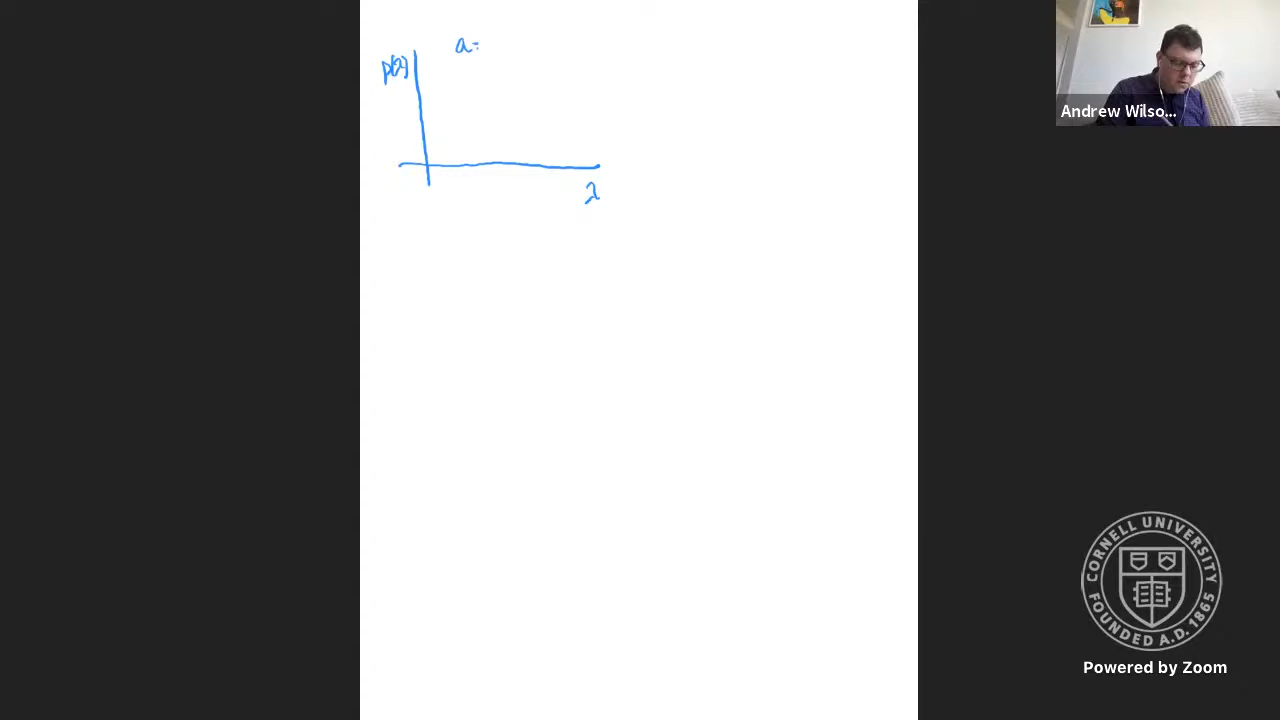 a=
p(λ)
λ
Andrew Wilso...
CORNELL UNIVERSITY
FOUNDED A.D. 1865
Powered by Zoom